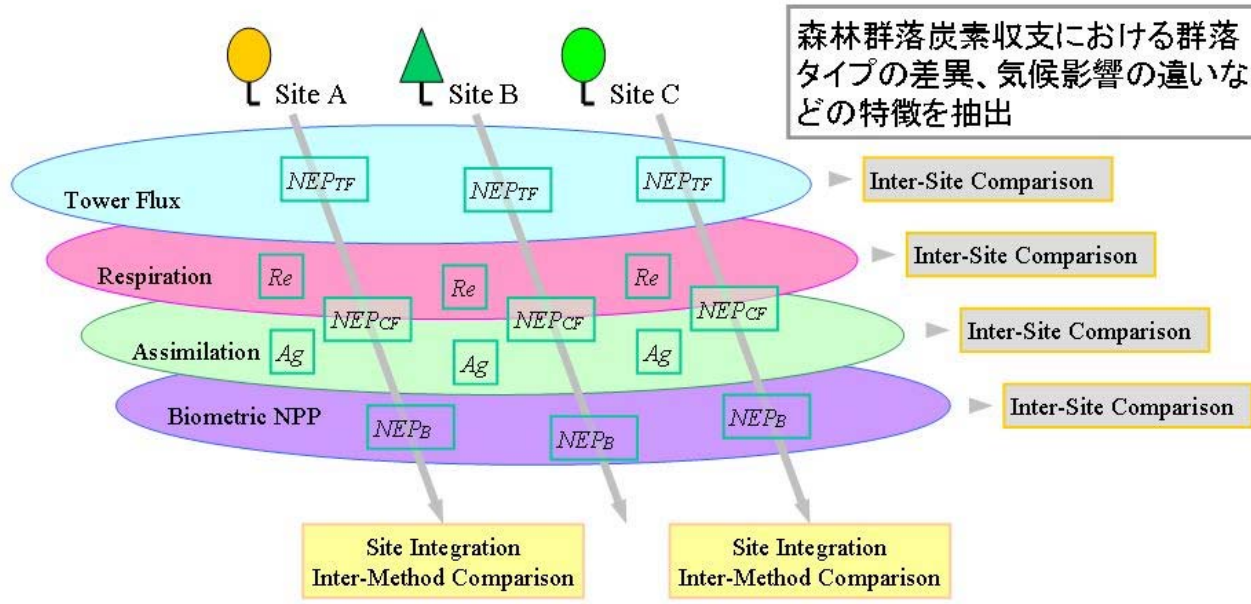 Site A
Site B
Site C
森林群落炭素収支における群落
タイプの差異、気候影響の違いな
どの特徴を抽出
Tower Flux
NEPTF
NEPTF
NEPTF
Inter-Site Comparison
Respiration
Re
Re
Re
Inter-Site Comparison
NEPCF
NEPCF
NEPCF
Assimilation
Ag
Ag
Ag
Inter-Site Comparison
Biometric NPP
NEPB
NEPB
NEPB
Inter-Site Comparison
Site Integration
Inter-Method Comparison
Site Integration
Inter-Method Comparison